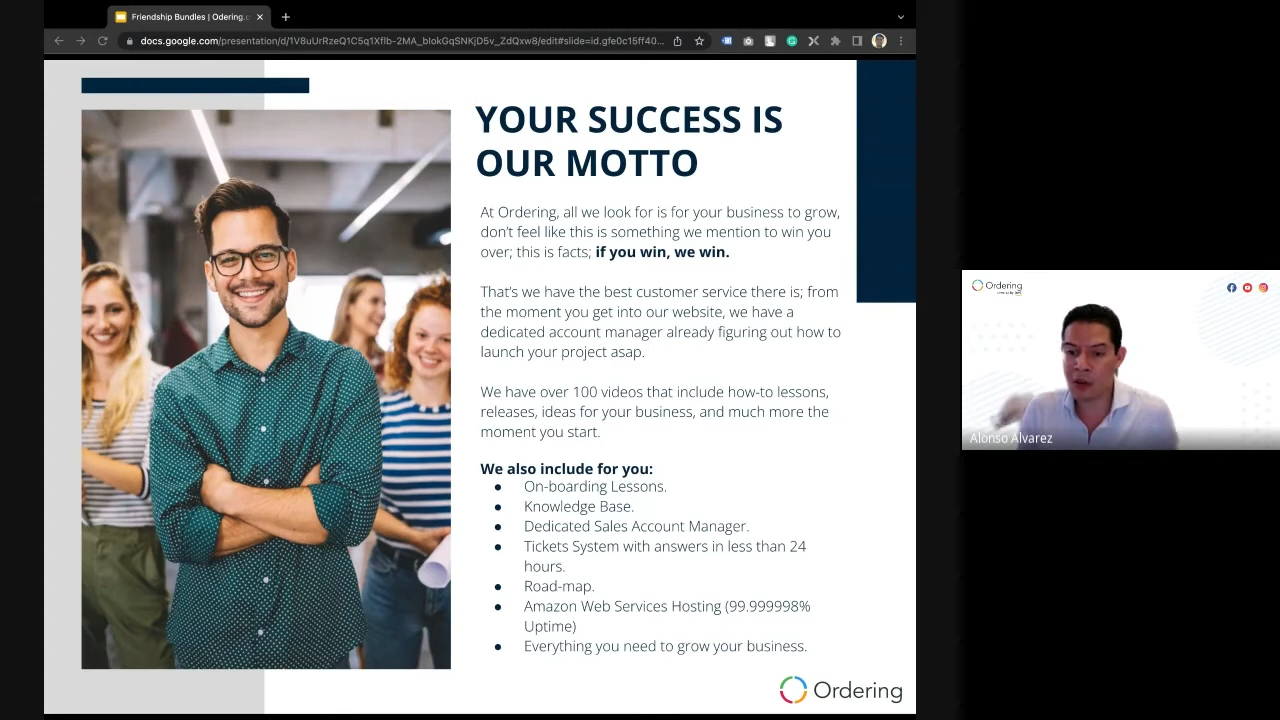 Friendship Bundles | Odering.c
docs.google.com/presentation/d/1V8uUrRzeQ1C5q1Xflb-2MA_blokGqSNKjD5v_ZdQxw8/edit#slide=id.gfe0c15ff40...
YOUR SUCCESS IS
OUR MOTTO
At Ordering, all we look for is for your business to grow,
don't feel like this is something we mention to win you
over; this is facts; if you win, we win.
That's we have the best customer service there is; from
the moment you get into our website, we have a
dedicated account manager already figuring out how to
launch your project asap.
We have over 100 videos that include how-to lessons,
releases, ideas for your business, and much more the
moment you start.
We also include for you:
● On-boarding Lessons.
● Knowledge Base.
● Dedicated Sales Account Manager.
● Tickets System with answers in less than 24
hours.
● Road-map.
● Amazon Web Services Hosting (99.999998%
Uptime)
● Everything you need to grow your business.
Ordering
Ordering
Alonso Alvarez